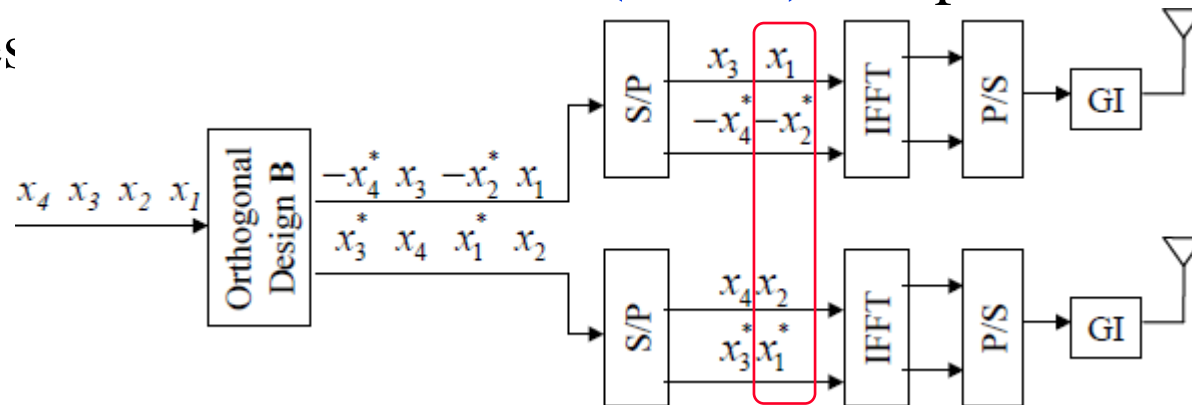 x₃ x₁
−x₄* −x₂*
S/P
IFFT
P/S
GI
x₄ x₃ x₂ x₁
Orthogonal
Design B
−x₄* x₃ −x₂* x₁
x₃* x₄ x₁* x₂
x₄ x₂
x₃* x₁*
S/P
IFFT
P/S
GI